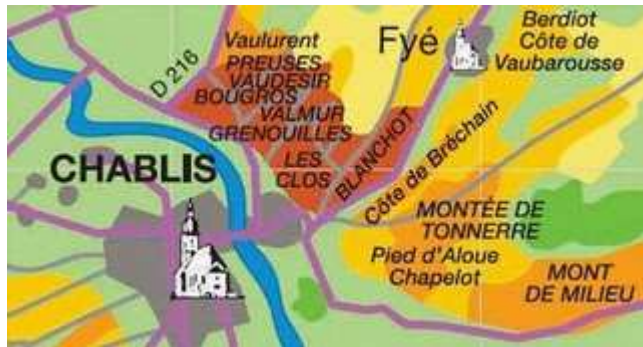 Berdiot
Côte de
Vaubarousse
Fyé
Vaulurent
PREUSES
VAUDESIR
BOUGROS
VALMUR
GRENOUILLES
LES
CLOS
BLANCHOT
D 216
CHABLIS
Côte de Bréchain
MONTÉE DE
TONNERRE
Pied d'Aloue
Chapelot
MONT
DE MILIEU